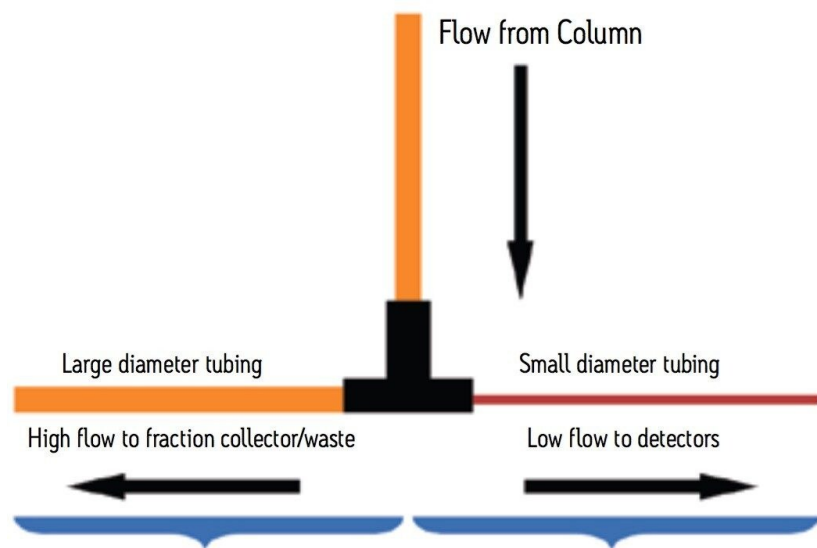 Flow from Column
Large diameter tubing
Small diameter tubing
High flow to fraction collector/waste
Low flow to detectors